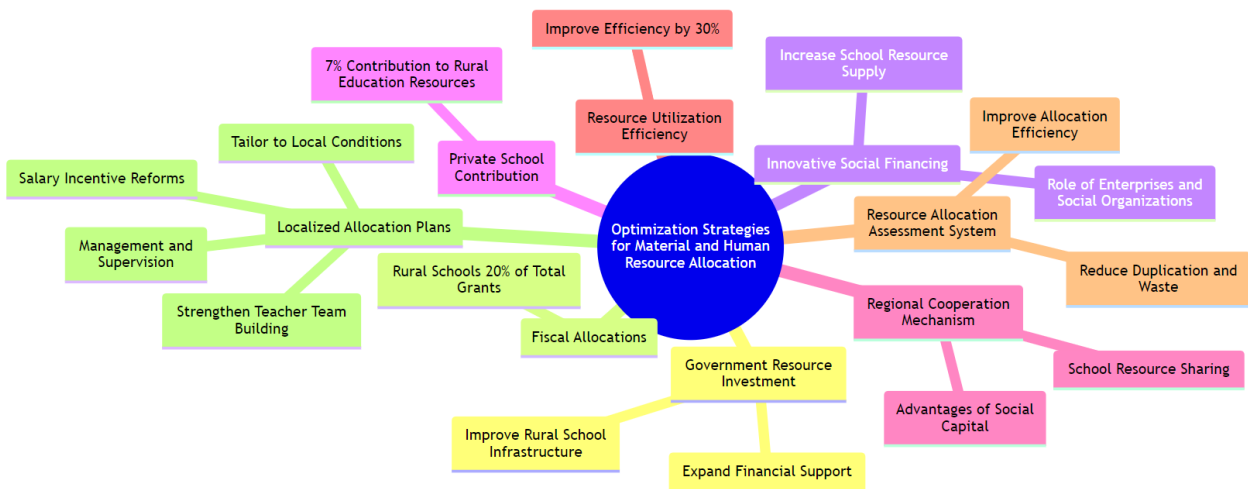 Optimization Strategies
for Material and Human
Resource Allocation
Improve Efficiency by 30%
Resource Utilization
Efficiency
7% Contribution to Rural
Education Resources
Private School
Contribution
Tailor to Local Conditions
Salary Incentive Reforms
Localized Allocation Plans
Management and
Supervision
Strengthen Teacher Team
Building
Rural Schools 20% of Total
Grants
Fiscal Allocations
Government Resource
Investment
Improve Rural School
Infrastructure
Expand Financial Support
Increase School Resource
Supply
Innovative Social Financing
Role of Enterprises and
Social Organizations
Improve Allocation
Efficiency
Resource Allocation
Assessment System
Reduce Duplication and
Waste
Regional Cooperation
Mechanism
School Resource Sharing
Advantages of Social
Capital